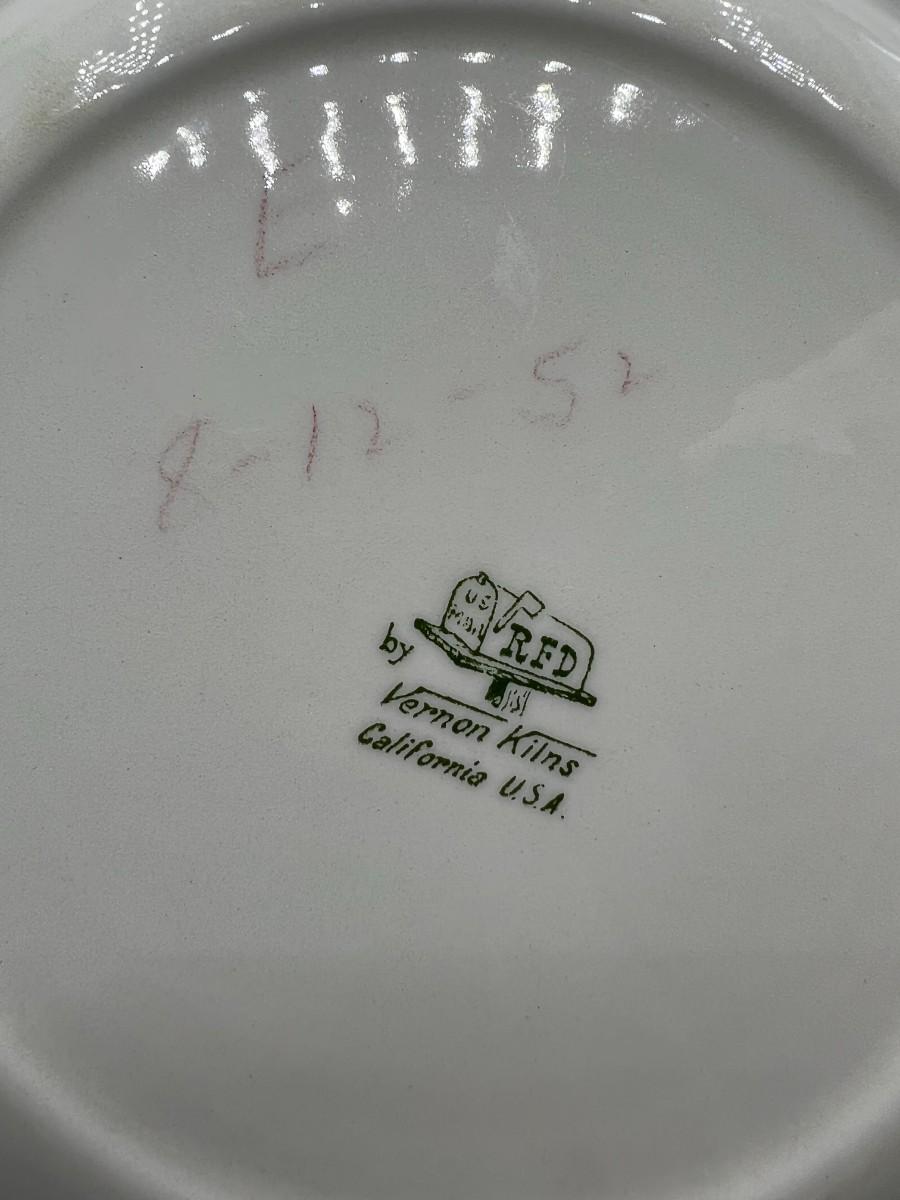 L
8-12-52
US
MAIL
RFD
by
Vernon Kilns
California U.S.A.